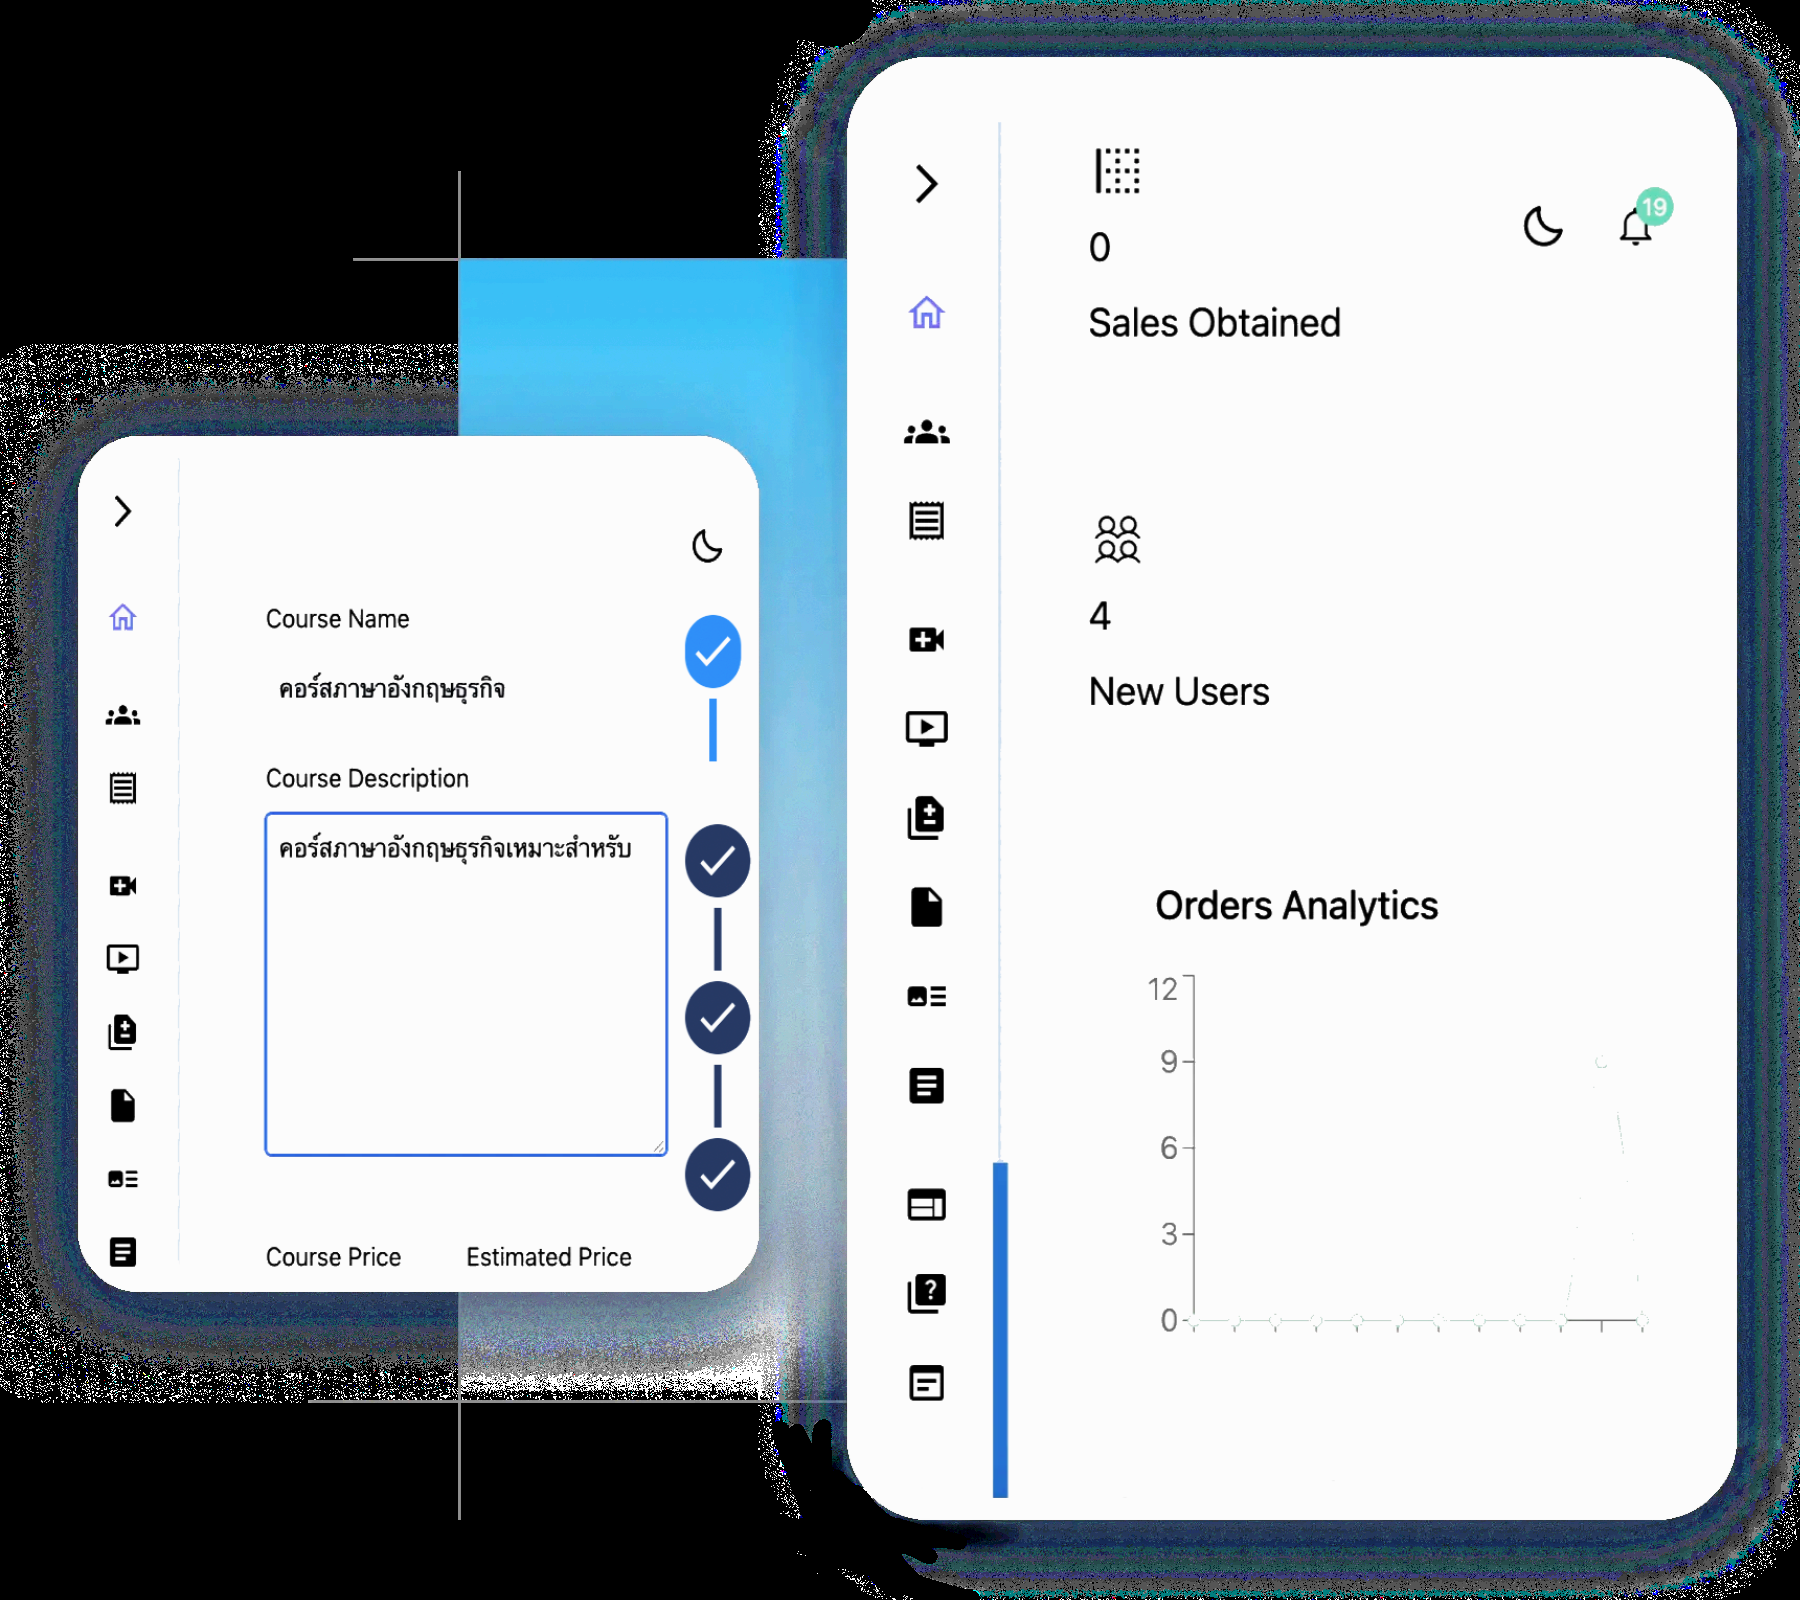 Course Name
คอร์สภาษาอังกฤษธุรกิจ
Course Description
คอร์สภาษาอังกฤษธุรกิจเหมาะสำหรับ
Course Price
Estimated Price
19
0
Sales Obtained
4
New Users
Orders Analytics
12
9
6
3
0